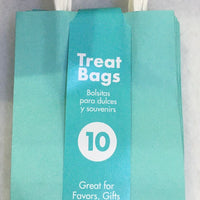 Treat
Bags
Bolsitas
para dulces
y souvenirs
10
Great for
Favors, Gifts